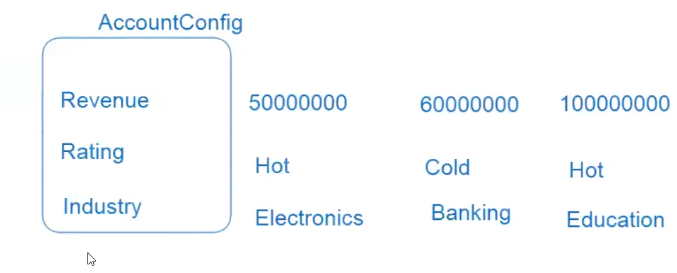 AccountConfig
Revenue 50000000 60000000 100000000
Rating Hot Cold Hot
Industry Electronics Banking Education